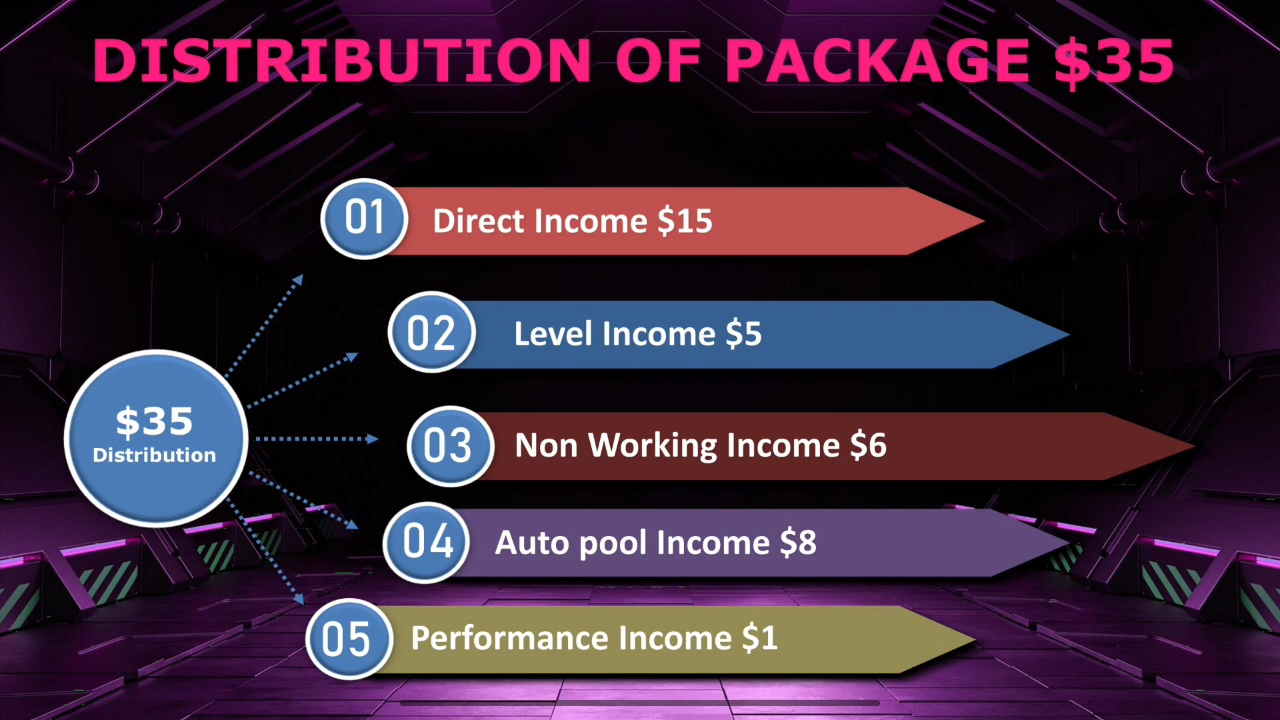 DISTRIBUTION OF PACKAGE $35
01
Direct Income $15
02
Level Income $5
$35
Distribution
03
Non Working Income $6
04
Auto pool Income $8
05
Performance Income $1